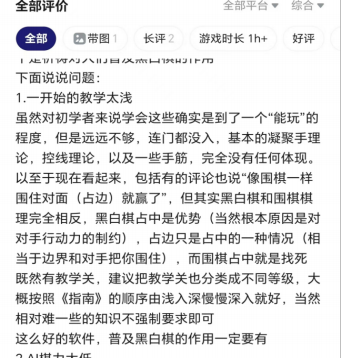 全部评价
全部平台 综合
全部 带图 1 长评 2 游戏时长 1h+ 好评
下面说说问题：
1.一开始的教学太浅
虽然对初学者来说学会这些确实是到了一个“能玩”的
程度，但是远远不够，连门都没入，基本的凝聚手理
论，控线理论，以及一些手筋，完全没有任何体现。
以至于现在看起来，包括有的评论也说“像围棋一样
围住对面（占边）就赢了”，但其实黑白棋和围棋棋
理完全相反，黑白棋占中是优势（当然根本原因是对
对手行动力的制约），占边只是占中的一种情况（相
当于边界和对手把你围住），而围棋占中就是找死
既然有教学关，建议把教学关也分类成不同等级，大
概按照《指南》的顺序由浅入深慢慢深入就好，当然
相对难一些的知识不强制要求即可
这么好的软件，普及黑白棋的作用一定要有